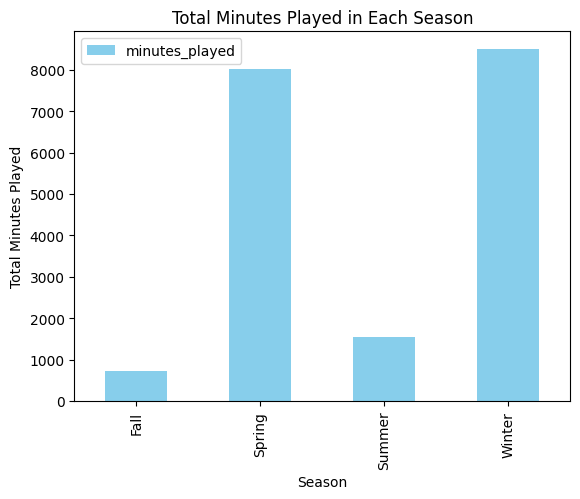 Total Minutes Played in Each Season
minutes_played
Total Minutes Played
8000
7000
6000
5000
4000
3000
2000
1000
0
Fall
Spring
Summer
Winter
Season